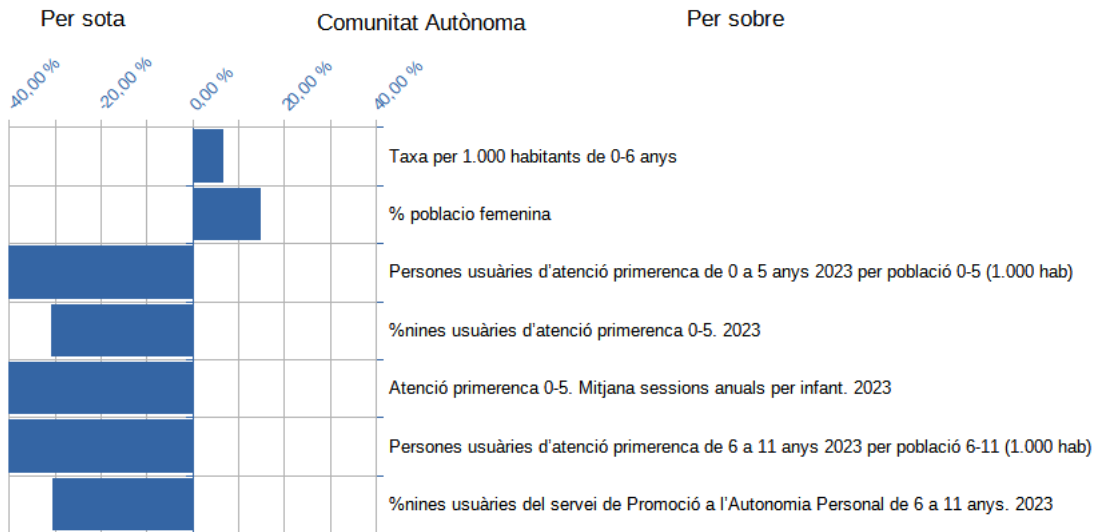 Per sota
Comunitat Autònoma
Per sobre
-40,00 %
-20,00 %
0,00 %
20,00 %
40,00 %
Taxa per 1.000 habitants de 0-6 anys
% poblacio femenina
Persones usuàries d’atenció primerenca de 0 a 5 anys 2023 per població 0-5 (1.000 hab)
%nines usuàries d’atenció primerenca 0-5. 2023
Atenció primerenca 0-5. Mitjana sessions anuals per infant. 2023
Persones usuàries d’atenció primerenca de 6 a 11 anys 2023 per població 6-11 (1.000 hab)
%nines usuàries del servei de Promoció a l’Autonomia Personal de 6 a 11 anys. 2023